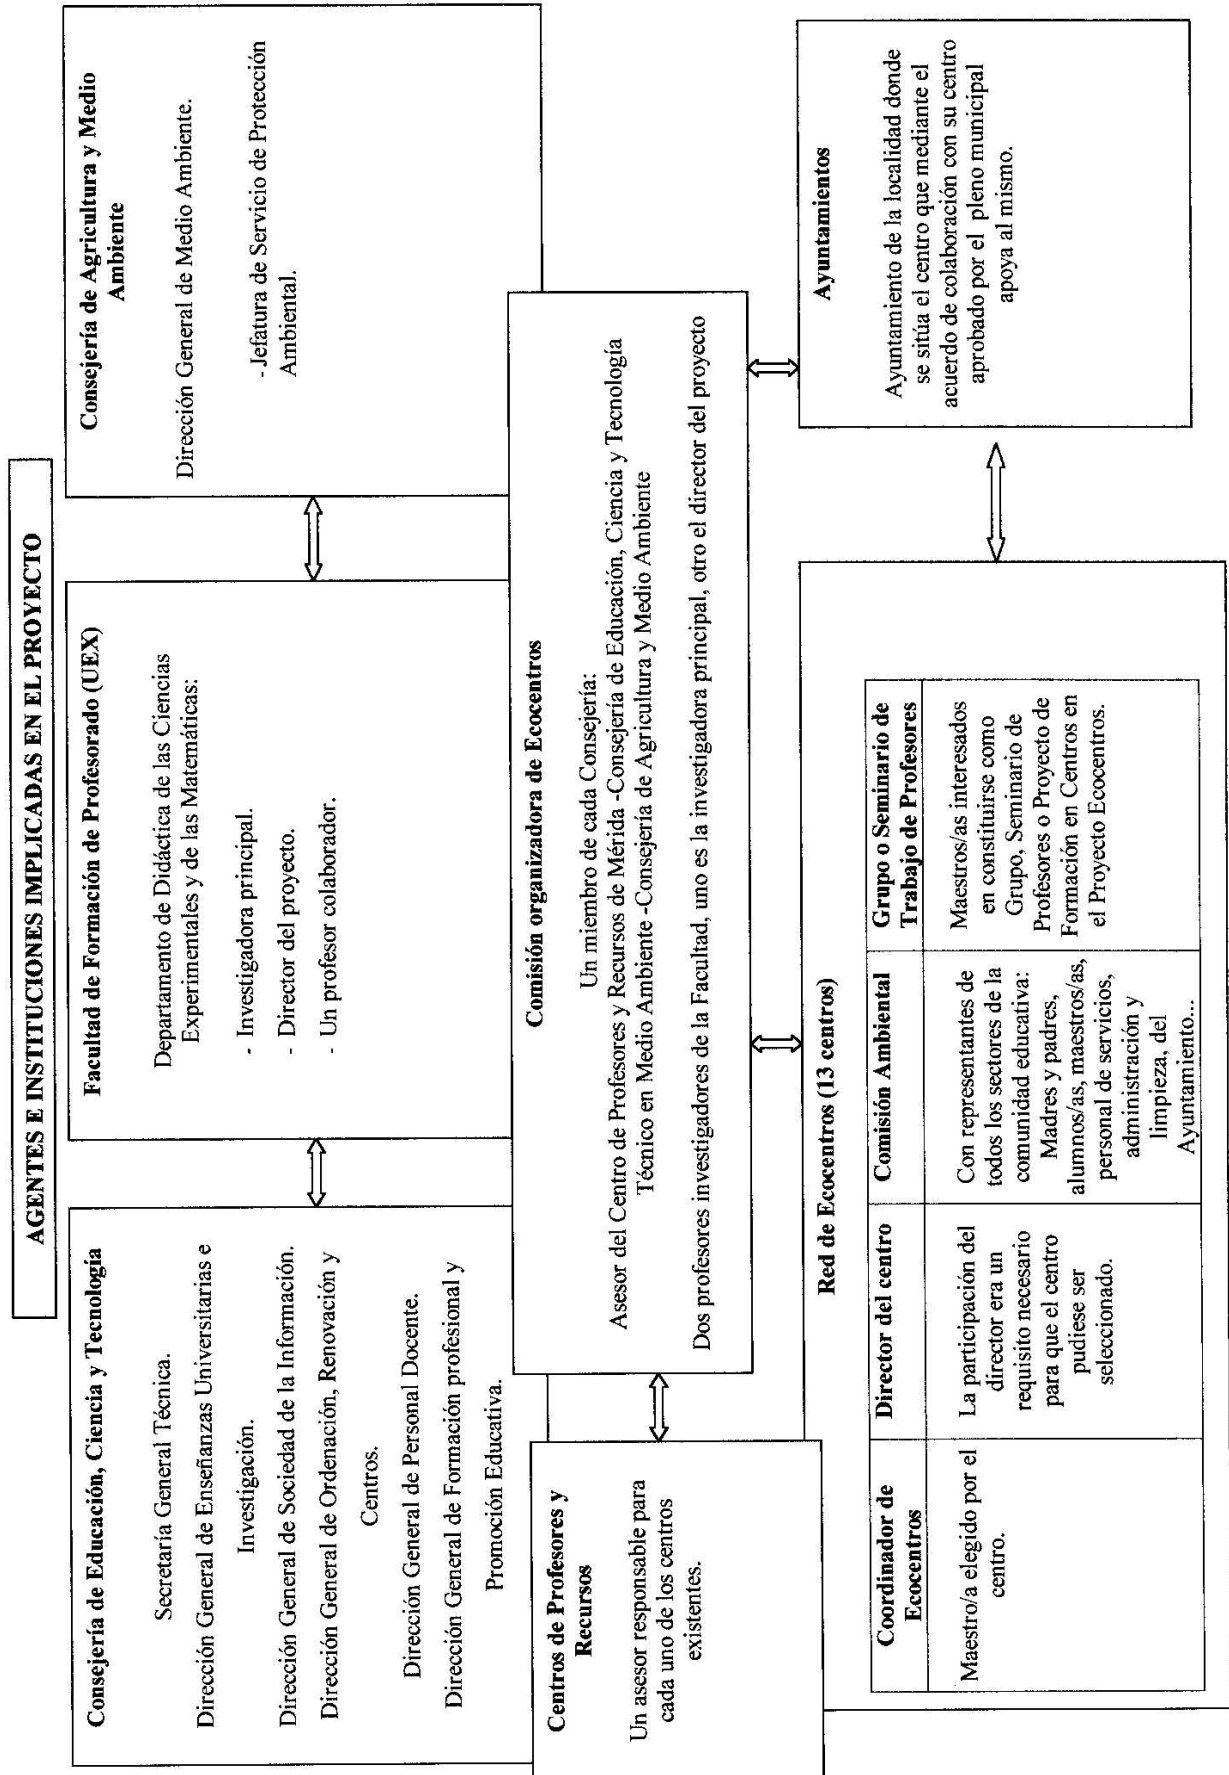 AGENTES E INSTITUCIONES IMPLICADAS EN EL PROYECTO
Consejería de Educación, Ciencia y Tecnología
Secretaría General Técnica.
Dirección General de Enseñanzas Universitarias e
Investigación.
Dirección General de Sociedad de la Información.
Dirección General de Ordenación, Renovación y
Centros.
Dirección General de Personal Docente.
Dirección General de Formación profesional y
Promoción Educativa.
Facultad de Formación de Profesorado (UEX)
Departamento de Didáctica de las Ciencias
Experimentales y de las Matemáticas:
- Investigadora principal.
- Director del proyecto.
- Un profesor colaborador.
Consejería de Agricultura y Medio
Ambiente
Dirección General de Medio Ambiente.
-Jefatura de Servicio de Protección
Ambiental.
Comisión organizadora de Ecocentros
Un miembro de cada Consejería:
Asesor del Centro de Profesores y Recursos de Mérida -Consejería de Educación, Ciencia y Tecnología
Técnico en Medio Ambiente -Consejería de Agricultura y Medio Ambiente
Dos profesores investigadores de la Facultad, uno es la investigadora principal, otro el director del proyecto
Centros de Profesores y
Recursos
Un asesor responsable para
cada uno de los centros
existentes.
Red de Ecocentros (13 centros)
Coordinador de
Ecocentros
Maestro/a elegido por el
centro.
Director del centro
La participación del
director era un
requisito necesario
para que el centro
pudiese ser
seleccionado.
Comisión Ambiental
Con representantes de
todos los sectores de la
comunidad educativa:
Madres y padres,
alumnos/as, maestros/as,
personal de servicios,
administración y
limpieza, del
Ayuntamiento...
Grupo o Seminario de
Trabajo de Profesores
Maestros/as interesados
en constituirse como
Grupo, Seminario de
Profesores o Proyecto de
Formación en Centros en
el Proyecto Ecocentros.
Ayuntamientos
Ayuntamiento de la localidad donde
se sitúa el centro que mediante el
acuerdo de colaboración con su centro
aprobado por el pleno municipal
apoya al mismo.